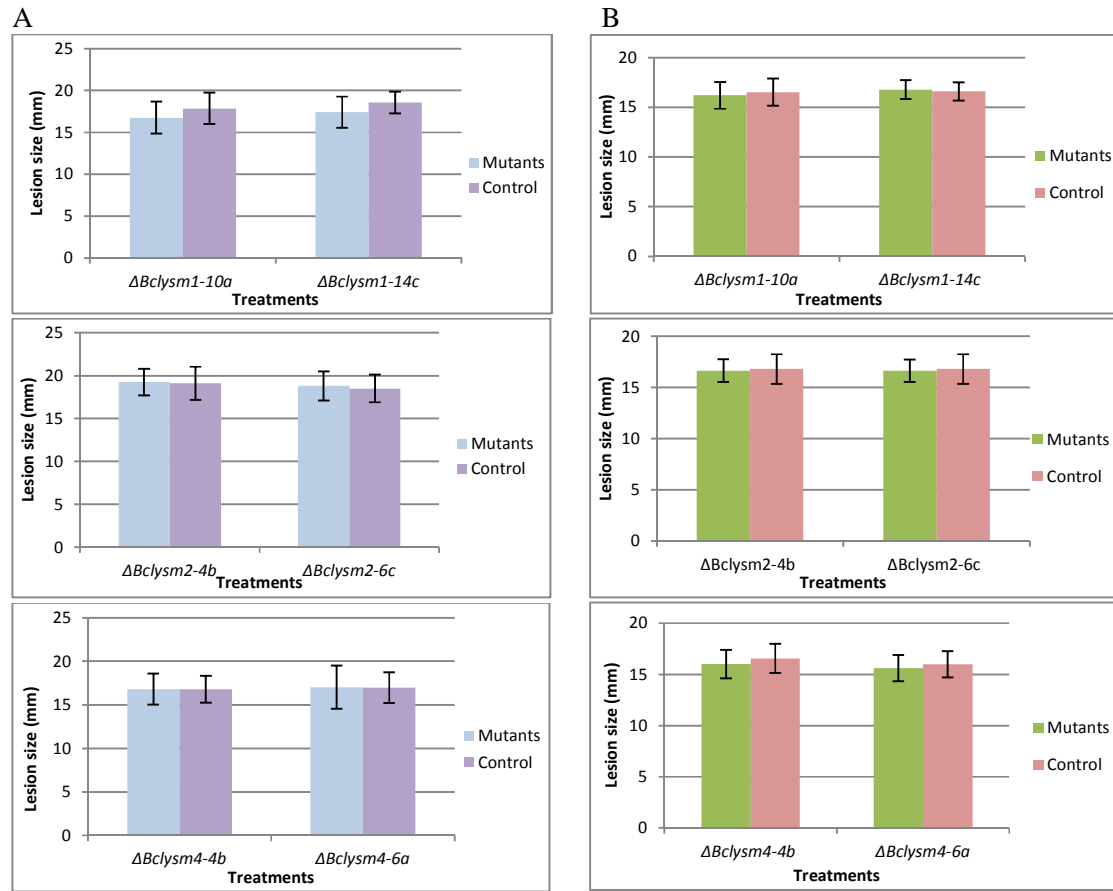 A
25
20
15
10
5
0
Lesion size (mm)
ΔBclysm1-10a
ΔBclysm1-14c
Treatments
Mutants
Control
25
20
15
10
5
0
Lesion size (mm)
ΔBclysm2-4b
ΔBclysm2-6c
Treatments
Mutants
Control
25
20
15
10
5
0
Lesion size (mm)
ΔBclysm4-4b
ΔBclysm4-6a
Treatments
Mutants
Control
B
20
15
10
5
0
Lesion size (mm)
ΔBclysm1-10a
ΔBclysm1-14c
Treatments
Mutants
Control
20
15
10
5
0
Lesion size (mm)
ΔBclysm2-4b
ΔBclysm2-6c
Treatments
Mutants
Control
20
15
10
5
0
Lesion size (mm)
ΔBclysm4-4b
ΔBclysm4-6a
Treatments
Mutants
Control